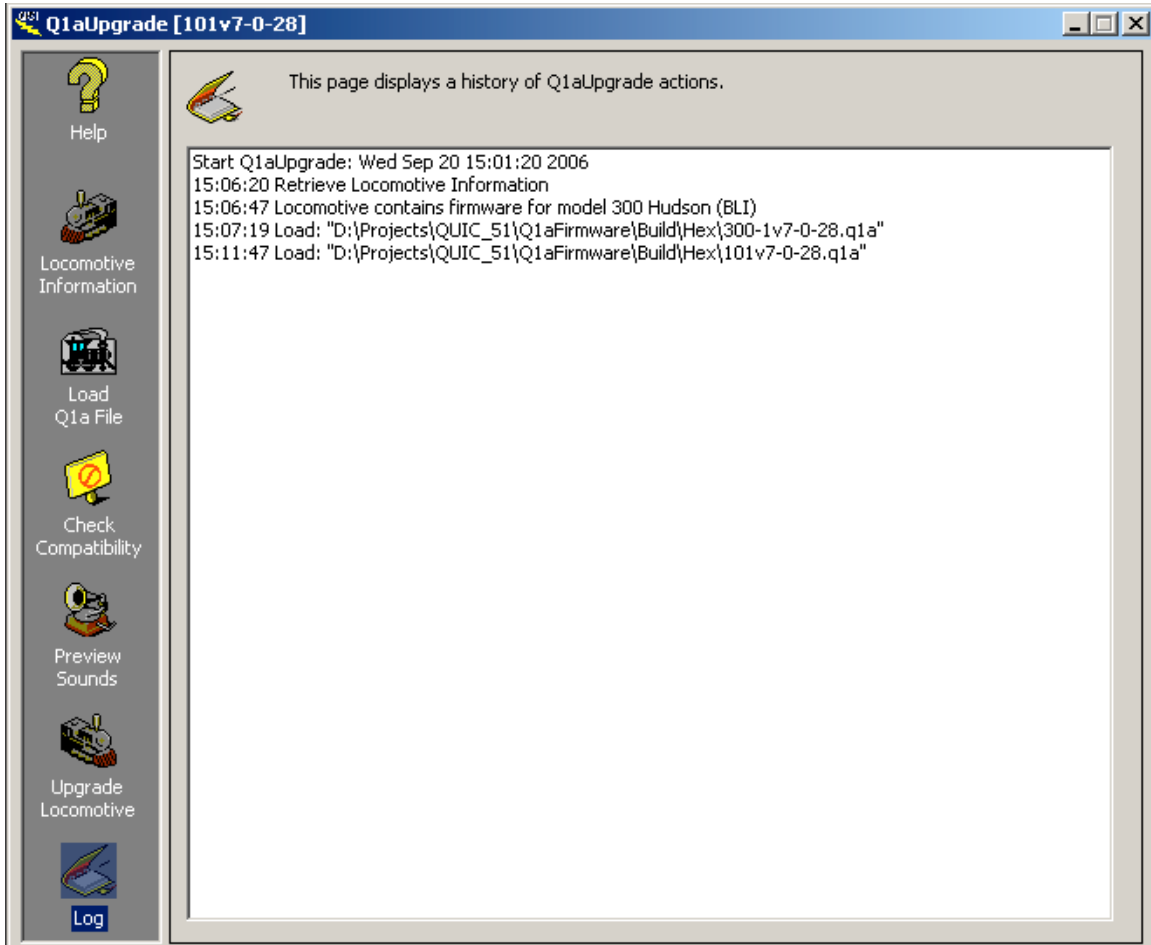 QSI Q1aUpgrade [101v7-0-28]
Help
Locomotive
Information
Load
Q1a File
Check
Compatibility
Preview
Sounds
Upgrade
Locomotive
Log
This page displays a history of Q1aUpgrade actions.
Start Q1aUpgrade: Wed Sep 20 15:01:20 2006
15:06:20 Retrieve Locomotive Information
15:06:47 Locomotive contains firmware for model 300 Hudson (BLI)
15:07:19 Load: "D:\Projects\QUIC_51\Q1aFirmware\Build\Hex\300-1v7-0-28.q1a"
15:11:47 Load: "D:\Projects\QUIC_51\Q1aFirmware\Build\Hex\101v7-0-28.q1a"